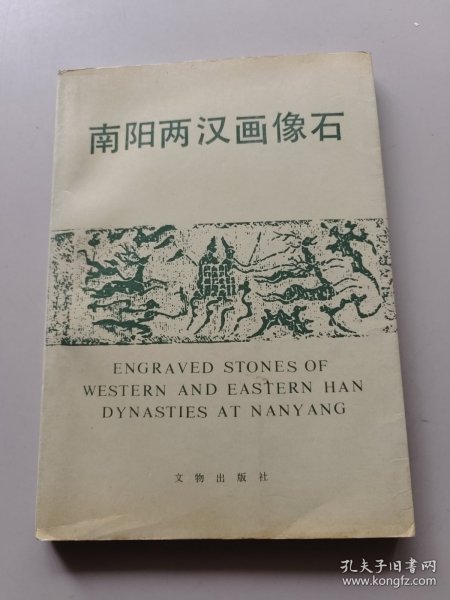 南阳两汉画像石
ENGRAVED STONES OF
WESTERN AND EASTERN HAN
DYNASTIES AT NANYANG
文物出版社
孔夫子旧书网
www.kongfz.com